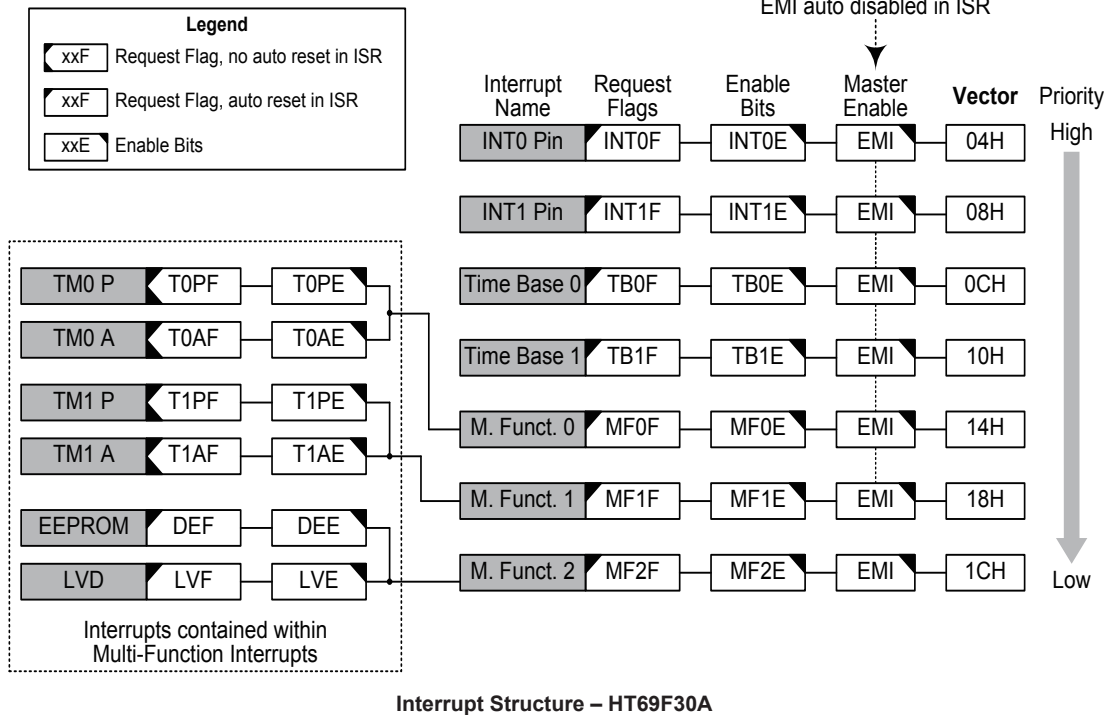 EMI auto disabled in ISR
Legend
xxF Request Flag, no auto reset in ISR
xxF Request Flag, auto reset in ISR
xxE Enable Bits
Interrupt Name Request Flags Enable Bits Master Enable Vector Priority
High
INT0 Pin INT0F INT0E EMI 04H
INT1 Pin INT1F INT1E EMI 08H
Time Base 0 TB0F TB0E EMI 0CH
Time Base 1 TB1F TB1E EMI 10H
M. Funct. 0 MF0F MF0E EMI 14H
M. Funct. 1 MF1F MF1E EMI 18H
M. Funct. 2 MF2F MF2E EMI 1CH
Low
TM0 P T0PF T0PE
TM0 A T0AF T0AE
TM1 P T1PF T1PE
TM1 A T1AF T1AE
EEPROM DEF DEE
LVD LVF LVE
Interrupts contained within
Multi-Function Interrupts
Interrupt Structure – HT69F30A